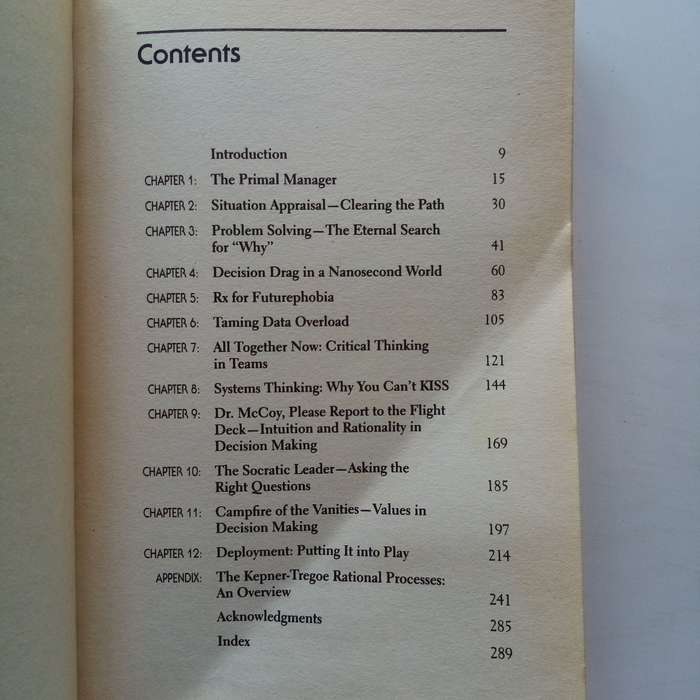 Contents
Introduction 9
CHAPTER 1: The Primal Manager 15
CHAPTER 2: Situation Appraisal—Clearing the Path 30
CHAPTER 3: Problem Solving—The Eternal Search
for "Why" 41
CHAPTER 4: Decision Drag in a Nanosecond World 60
CHAPTER 5: Rx for Futurephobia 83
CHAPTER 6: Taming Data Overload 105
CHAPTER 7: All Together Now: Critical Thinking
in Teams 121
CHAPTER 8: Systems Thinking: Why You Can't KISS 144
CHAPTER 9: Dr. McCoy, Please Report to the Flight
Deck—Intuition and Rationality in
Decision Making 169
CHAPTER 10: The Socratic Leader—Asking the
Right Questions 185
CHAPTER 11: Campfire of the Vanities—Values in
Decision Making 197
CHAPTER 12: Deployment: Putting It into Play 214
APPENDIX: The Kepner-Tregoe Rational Processes:
An Overview 241
Acknowledgments 285
Index 289